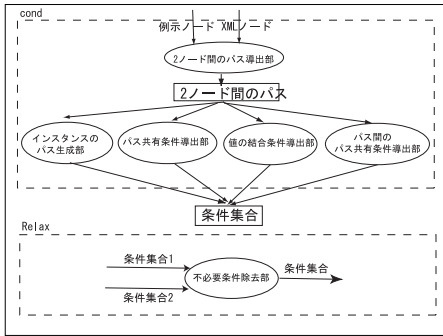 cond
例示ノード XMLノード
2ノード間のパス導出部
2ノード間のパス
インスタンスの
パス生成部
パス共有条件導出部
値の結合条件導出部
パス間の
パス共有条件導出部
条件集合
Relax
条件集合1
条件集合2
不必要条件除去部
条件集合